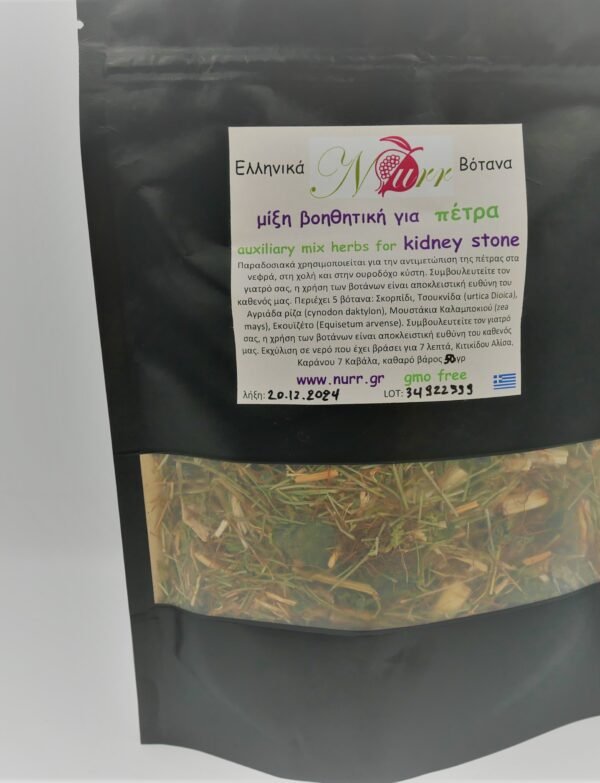 Ελληνικά Nurr Βότανα
μίξη βοηθητική για πέτρα
auxiliary mix herbs for kidney stone
Παραδοσιακά χρησιμοποιείται για την αντιμετώπιση της πέτρας στα
νεφρά, στη χολή και στην ουροδόχο κύστη. Συμβουλευτείτε τον
γιατρό σας, η χρήση των βοτάνων είναι αποκλειστική ευθύνη του
καθενός μας. Περιέχει 5 βότανα: Σκορπίδι, Τσουκνίδα (urtica Dioica),
Αγριάδα ρίζα (cynodon daktylon), Μουστάκια Καλαμποκιού (zea
mays), Εκουϊζέτο (Equisetum arvense). Συμβουλευτείτε τον γιατρό
σας, η χρήση των βοτάνων είναι αποκλειστική ευθύνη του καθενός
μας. Εκχύλιση σε νερό που έχει βράσει για 7 λεπτά, Κιτικίδου Αλίσα,
Καράνου 7 Καβάλα, καθαρό βάρος 50γρ
www.nurr.gr gmo free
λήξη: 20.12.2024 LOT: 34922399